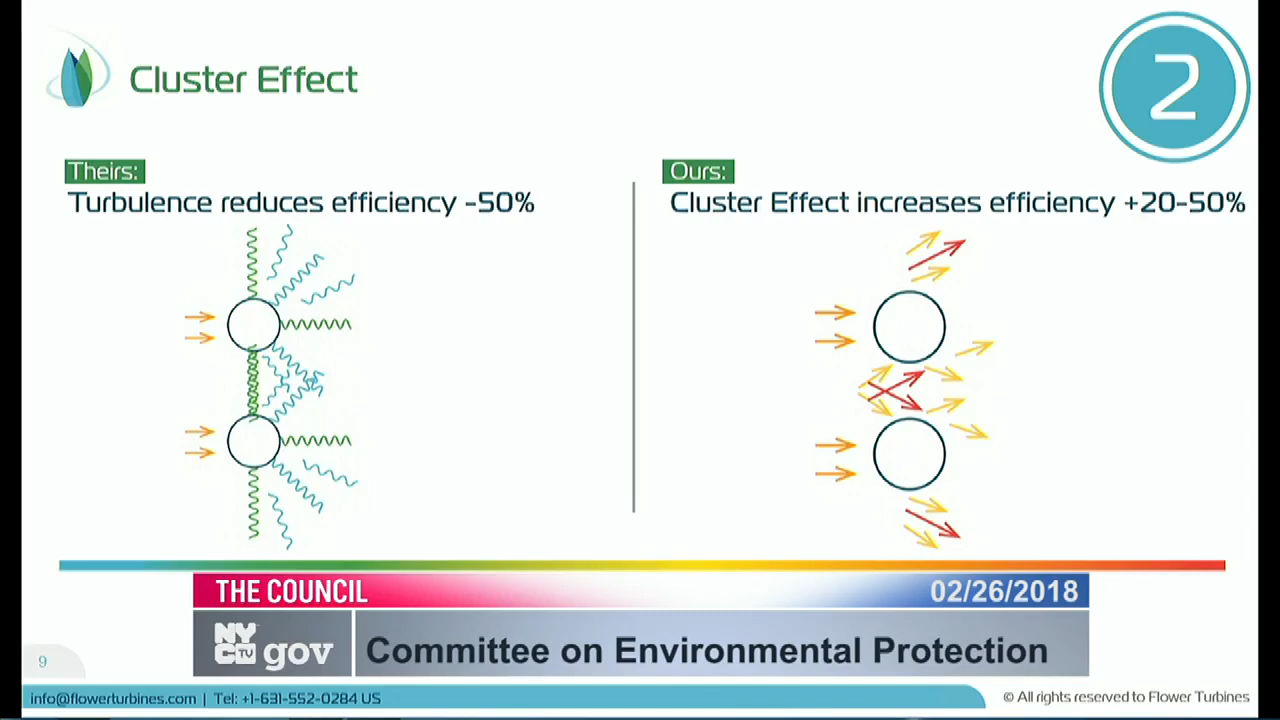 Cluster Effect
2
Theirs:
Turbulence reduces efficiency -50%
Ours:
Cluster Effect increases efficiency +20-50%
THE COUNCIL
02/26/2018
NYC TV gov
Committee on Environmental Protection
9
info@flowerturbines.com | Tel: +1-631-552-0284 US
© All rights reserved to Flower Turbines